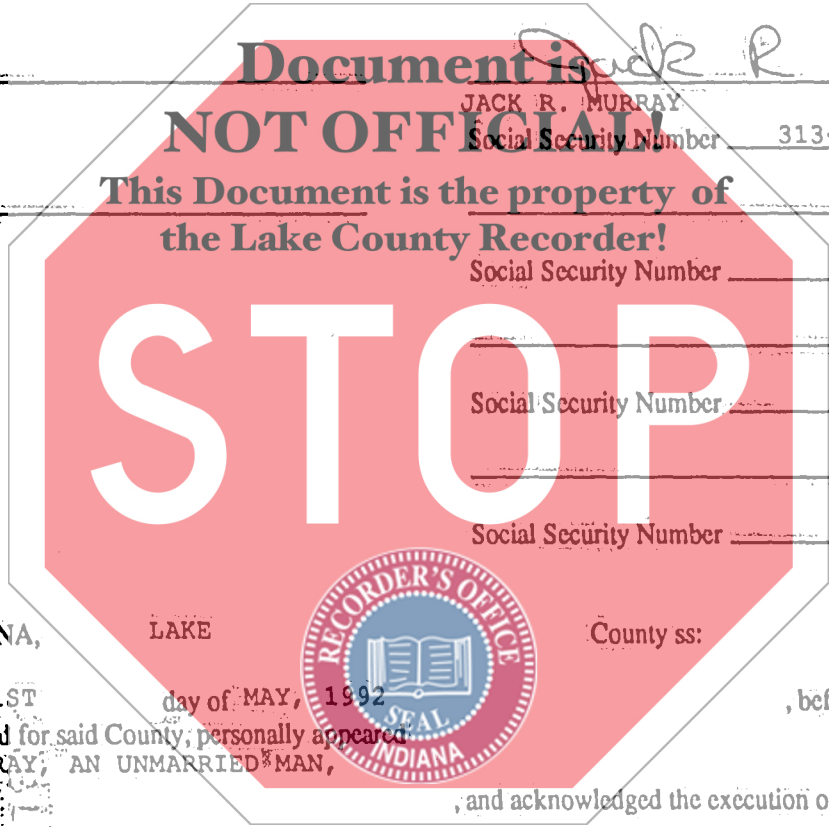 Document is
Jack R
JACK R. MURRAY
NOT OFFICIAL!
Social Security Number 313
This Document is the property of
the Lake County Recorder!
Social Security Number
STOP
Social Security Number
Social Security Number
RECORDER'S OFFICE
SEAL
INDIANA
NA, LAKE County ss:
ST day of MAY, 1992 , bef
d for said County, personally appeared
RAY, AN UNMARRIED MAN,
, and acknowledged the execution o